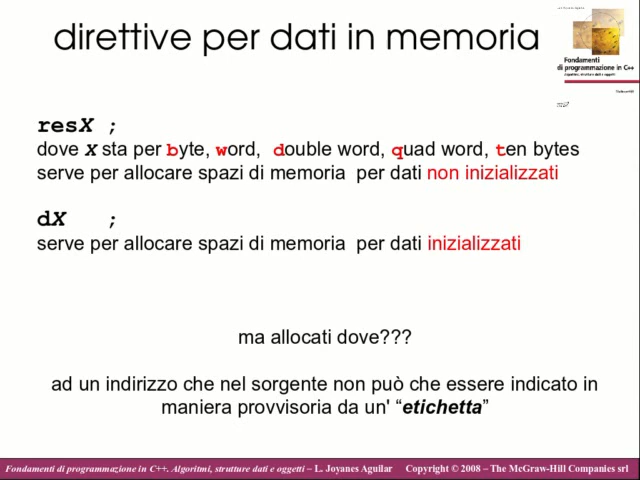 direttive per dati in memoria
Fondamenti
di programmazione in C++
resX ;
dove X sta per byte, word, double word, quad word, ten bytes
serve per allocare spazi di memoria per dati non inizializzati
dX ;
serve per allocare spazi di memoria per dati inizializzati
ma allocati dove???
ad un indirizzo che nel sorgente non può che essere indicato in
maniera provvisoria da un' “etichetta”
Fondamenti di programmazione in C++. Algoritmi, strutture dati e oggetti – L. Joyanes Aguilar Copyright © 2008 – The McGraw-Hill Companies srl